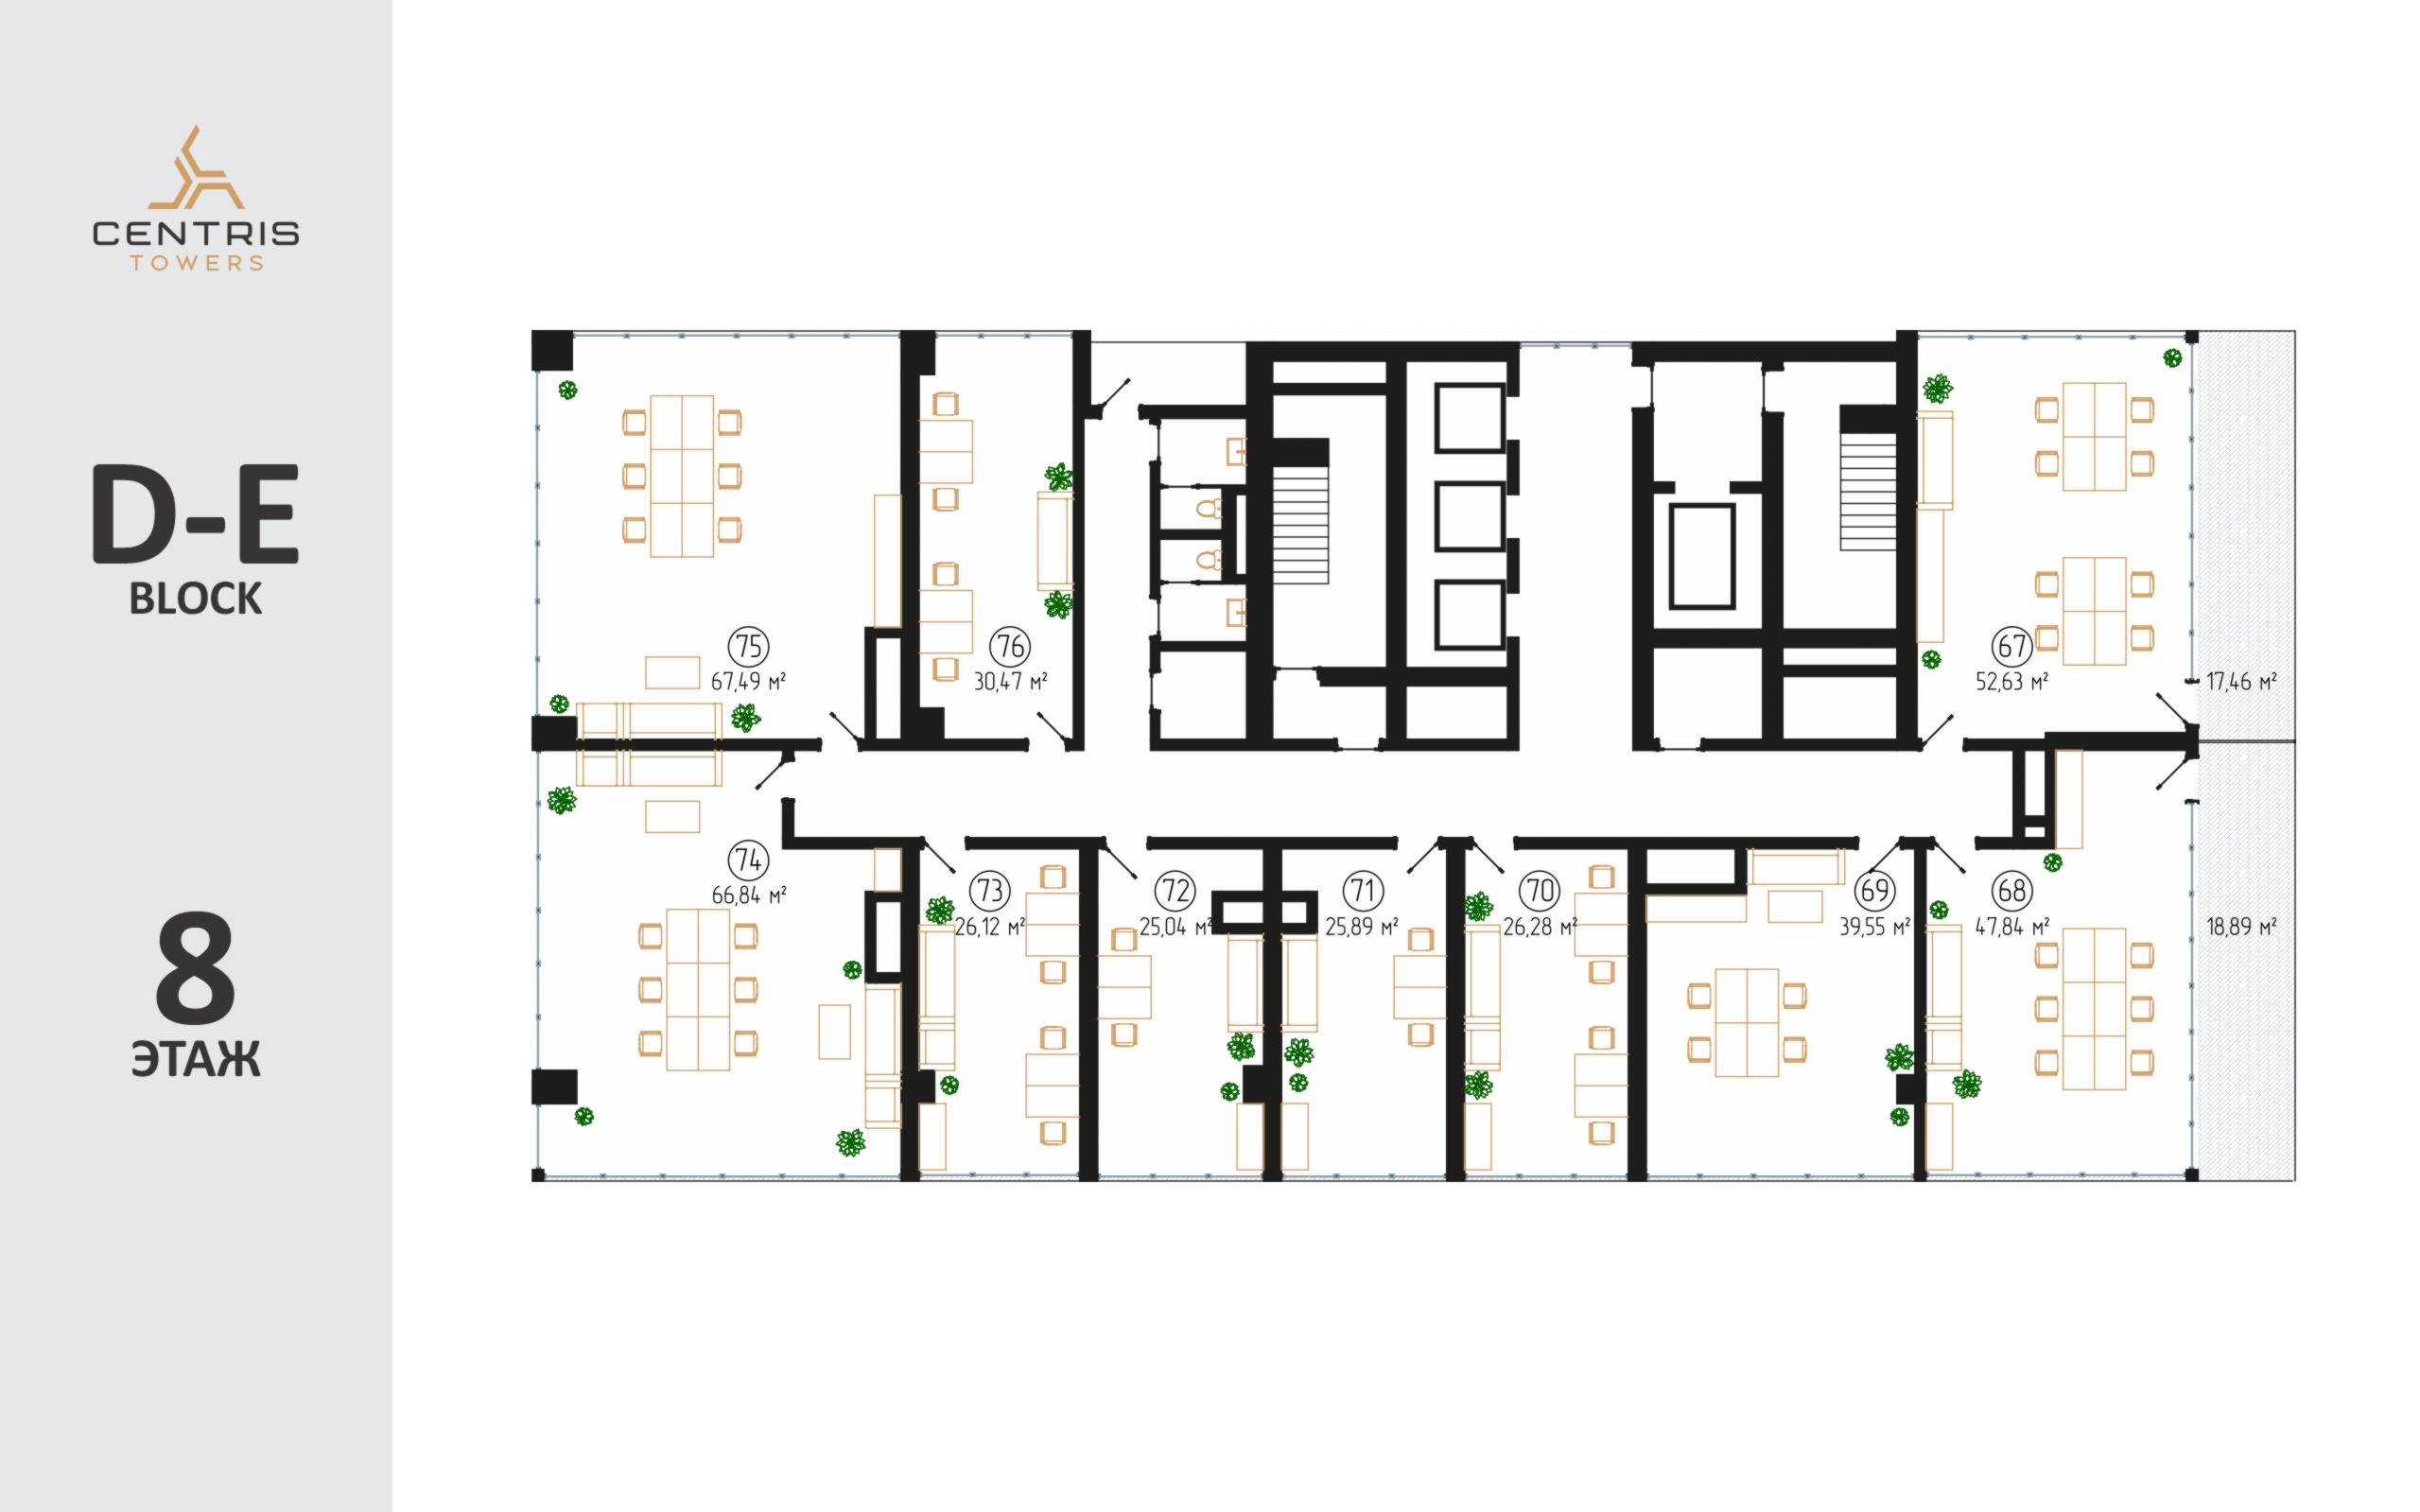 CENTRIS
TOWERS
D-E
BLOCK
8
ЭТАЖ
75
67,49 м²
76
30,47 м²
67
52,63 м²
17,46 м²
74
66,84 м²
73
26,12 м²
72
25,04 м²
71
25,89 м²
70
26,28 м²
69
39,55 м²
68
47,84 м²
18,89 м²